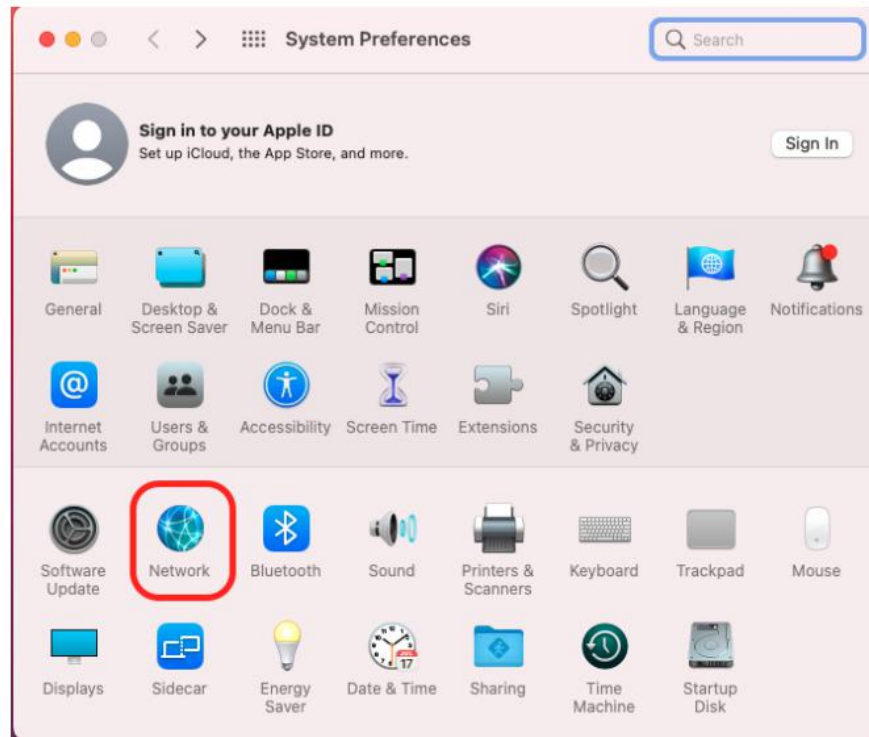 System Preferences
Search
Sign in to your Apple ID
Set up iCloud, the App Store, and more.
Sign In
General
Desktop &
Screen Saver
Dock &
Menu Bar
Mission
Control
Siri
Spotlight
Language
& Region
Notifications
Internet
Accounts
Users &
Groups
Accessibility
Screen Time
Extensions
Security
& Privacy
Software
Update
Network
Bluetooth
Sound
Printers &
Scanners
Keyboard
Trackpad
Mouse
Displays
Sidecar
Energy
Saver
JUL
17
Date & Time
Sharing
Time
Machine
Startup
Disk